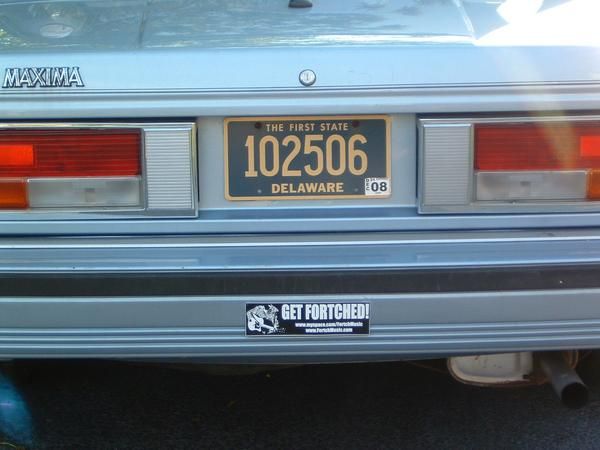 MAXIMA
THE FIRST STATE
102506
DELAWARE
08
GET FORTCHED!
www.myspace.com/FortchMusic
www.FortchMusic.com